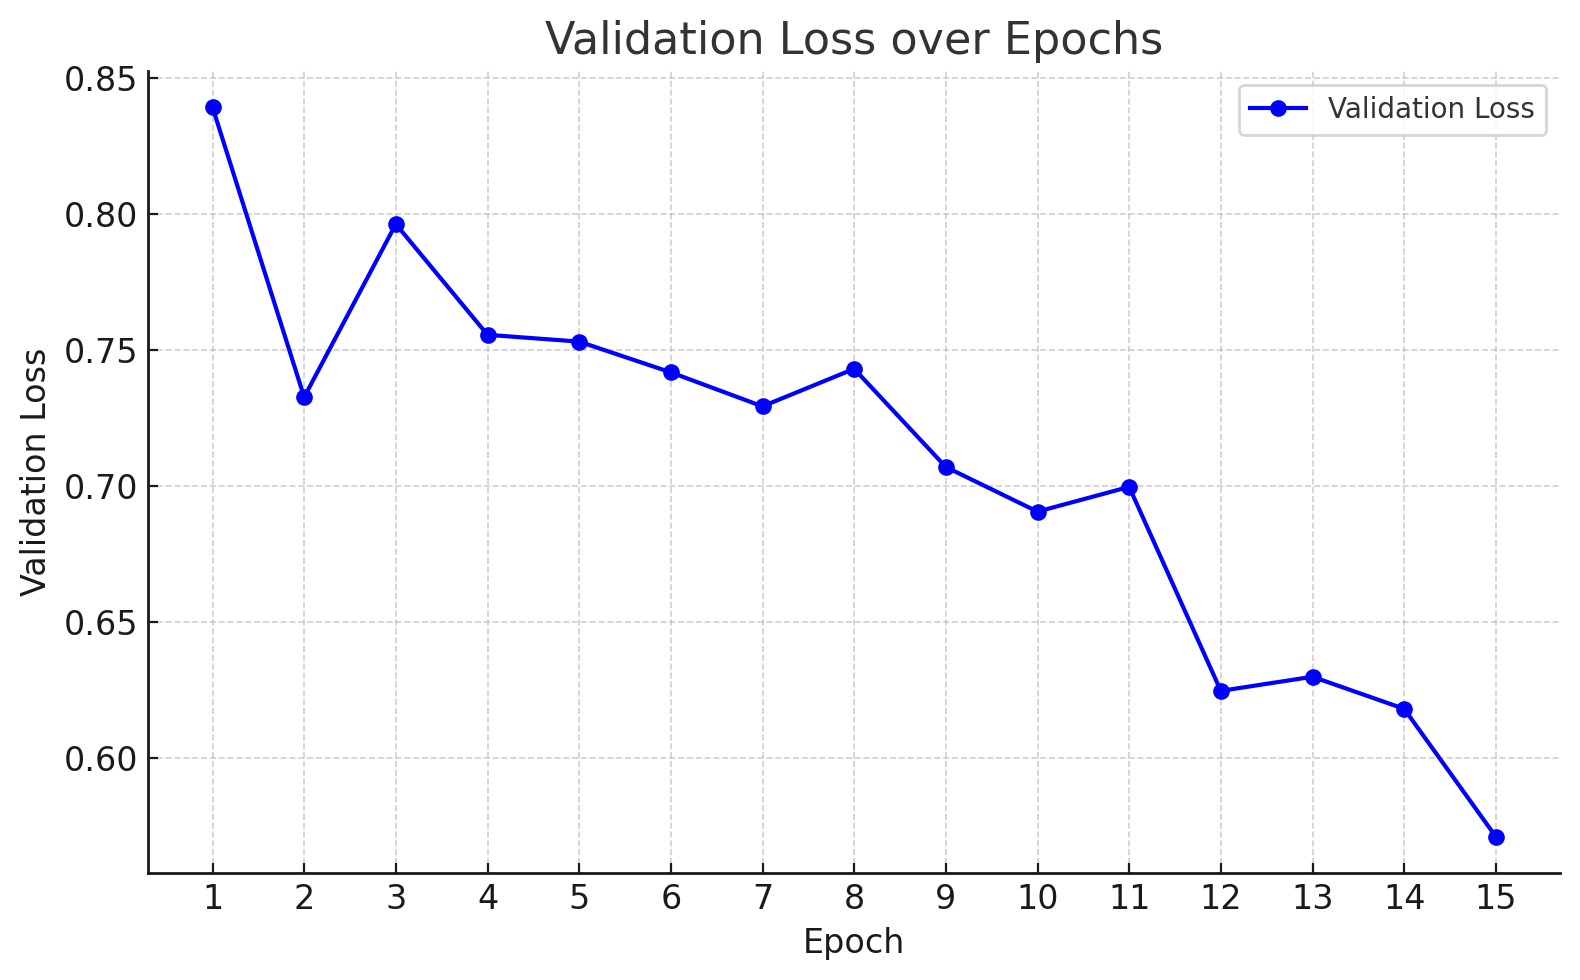 Validation Loss over Epochs
Validation Loss
0.85
0.80
0.75
0.70
0.65
0.60
Validation Loss
1 2 3 4 5 6 7 8 9 10 11 12 13 14 15
Epoch